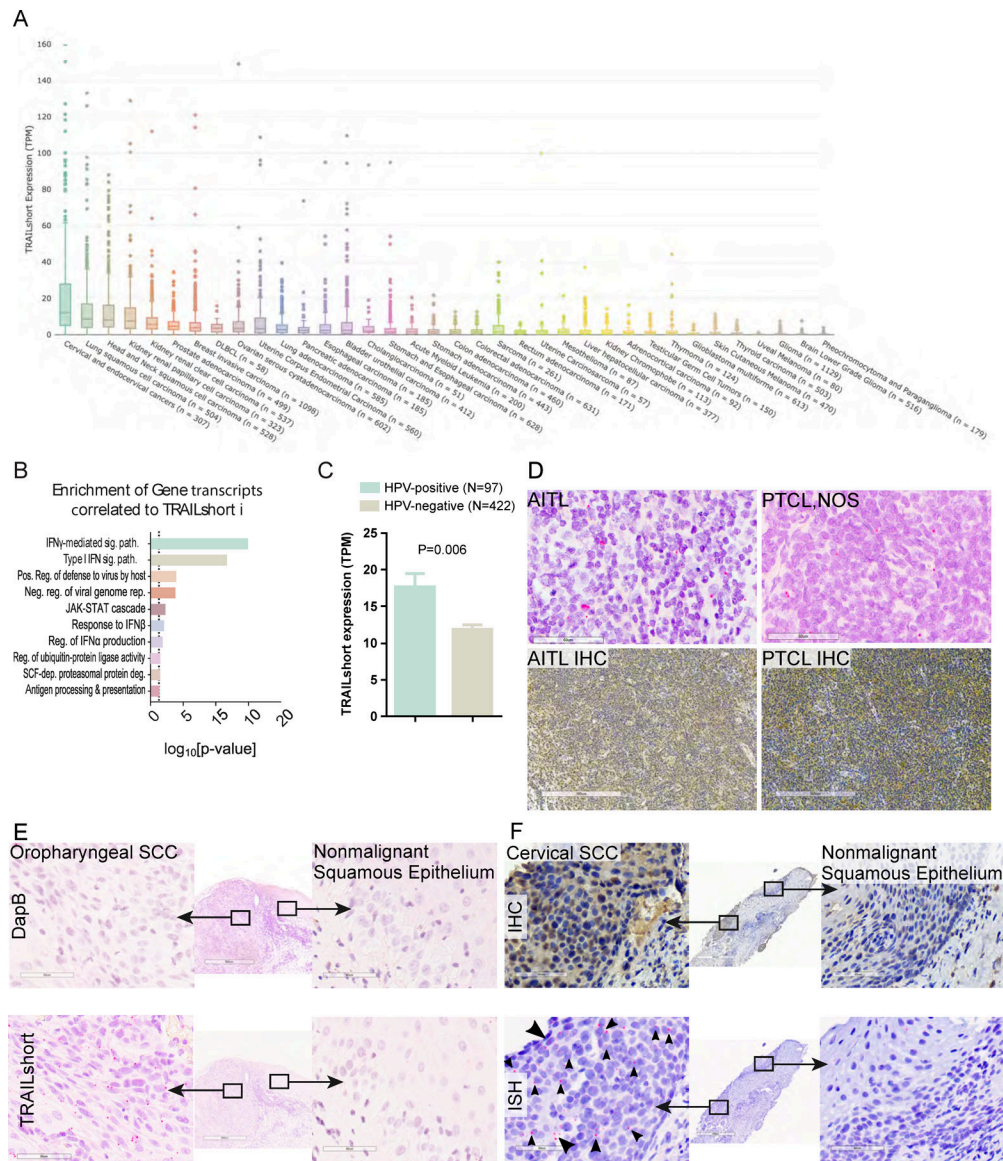 A
TRAILshort Expression (TPM)
160
140
120
100
80
60
40
20
0
Cervical and endocervical cancers (n = 307)
Lung squamous cell carcinoma (n = 504)
Head and Neck squamous cell carcinoma (n = 528)
Kidney renal papillary cell carcinoma (n = 323)
Kidney renal clear cell carcinoma (n = 537)
Prostate adenocarcinoma (n = 499)
Breast invasive carcinoma (n = 1098)
DLBCL (n = 58)
Ovarian serous cystadenocarcinoma (n = 602)
Uterine Corpus Endometrial Carcinoma (n = 560)
Lung adenocarcinoma (n = 585)
Pancreatic adenocarcinoma (n = 185)
Esophageal carcinoma (n = 185)
Bladder urothelial carcinoma (n = 412)
Cholangiocarcinoma (n = 51)
Stomach and Esophageal carcinoma (n = 628)
Acute Myeloid Leukemia (n = 200)
Stomach adenocarcinoma (n = 443)
Colon adenocarcinoma (n = 460)
Colorectal adenocarcinoma (n = 631)
Sarcoma (n = 261)
Rectum adenocarcinoma (n = 171)
Uterine Carcinosarcoma (n = 57)
Mesothelioma (n = 87)
Liver hepatocellular carcinoma (n = 377)
Kidney Chromophobe (n = 113)
Adrenocortical carcinoma (n = 92)
Testicular Germ Cell Tumors (n = 150)
Thymoma (n = 124)
Glioblastoma multiforme (n = 613)
Skin Cutaneous Melanoma (n = 470)
Thyroid carcinoma (n = 503)
Uveal Melanoma (n = 80)
Glioma (n = 1129)
Brain Lower Grade Glioma (n = 516)
Pheochromocytoma and Paraganglioma (n = 179)
B
Enrichment of Gene transcripts
correlated to TRAILshort i
IFNγ-mediated sig. path.
Type I IFN sig. path.
Pos. Reg. of defense to virus by host
Neg. reg. of viral genome rep.
JAK-STAT cascade
Response to IFNβ
Reg. of IFNα production
Reg. of ubiquitin-protein ligase activity
SCF-dep. proteasomal protein deg.
Antigen processing & presentation
0 5 15 10 20
log10[p-value]
C
HPV-positive (N=97)
HPV-negative (N=422)
TRAILshort expression (TPM)
25
20
15
10
5
0
P=0.006
D
AITL
PTCL,NOS
AITL IHC
PTCL IHC
E
Oropharyngeal SCC
Nonmalignant
Squamous Epithelium
DapB
TRAILshort
F
Cervical SCC
Nonmalignant
Squamous Epithelium
IHC
ISH